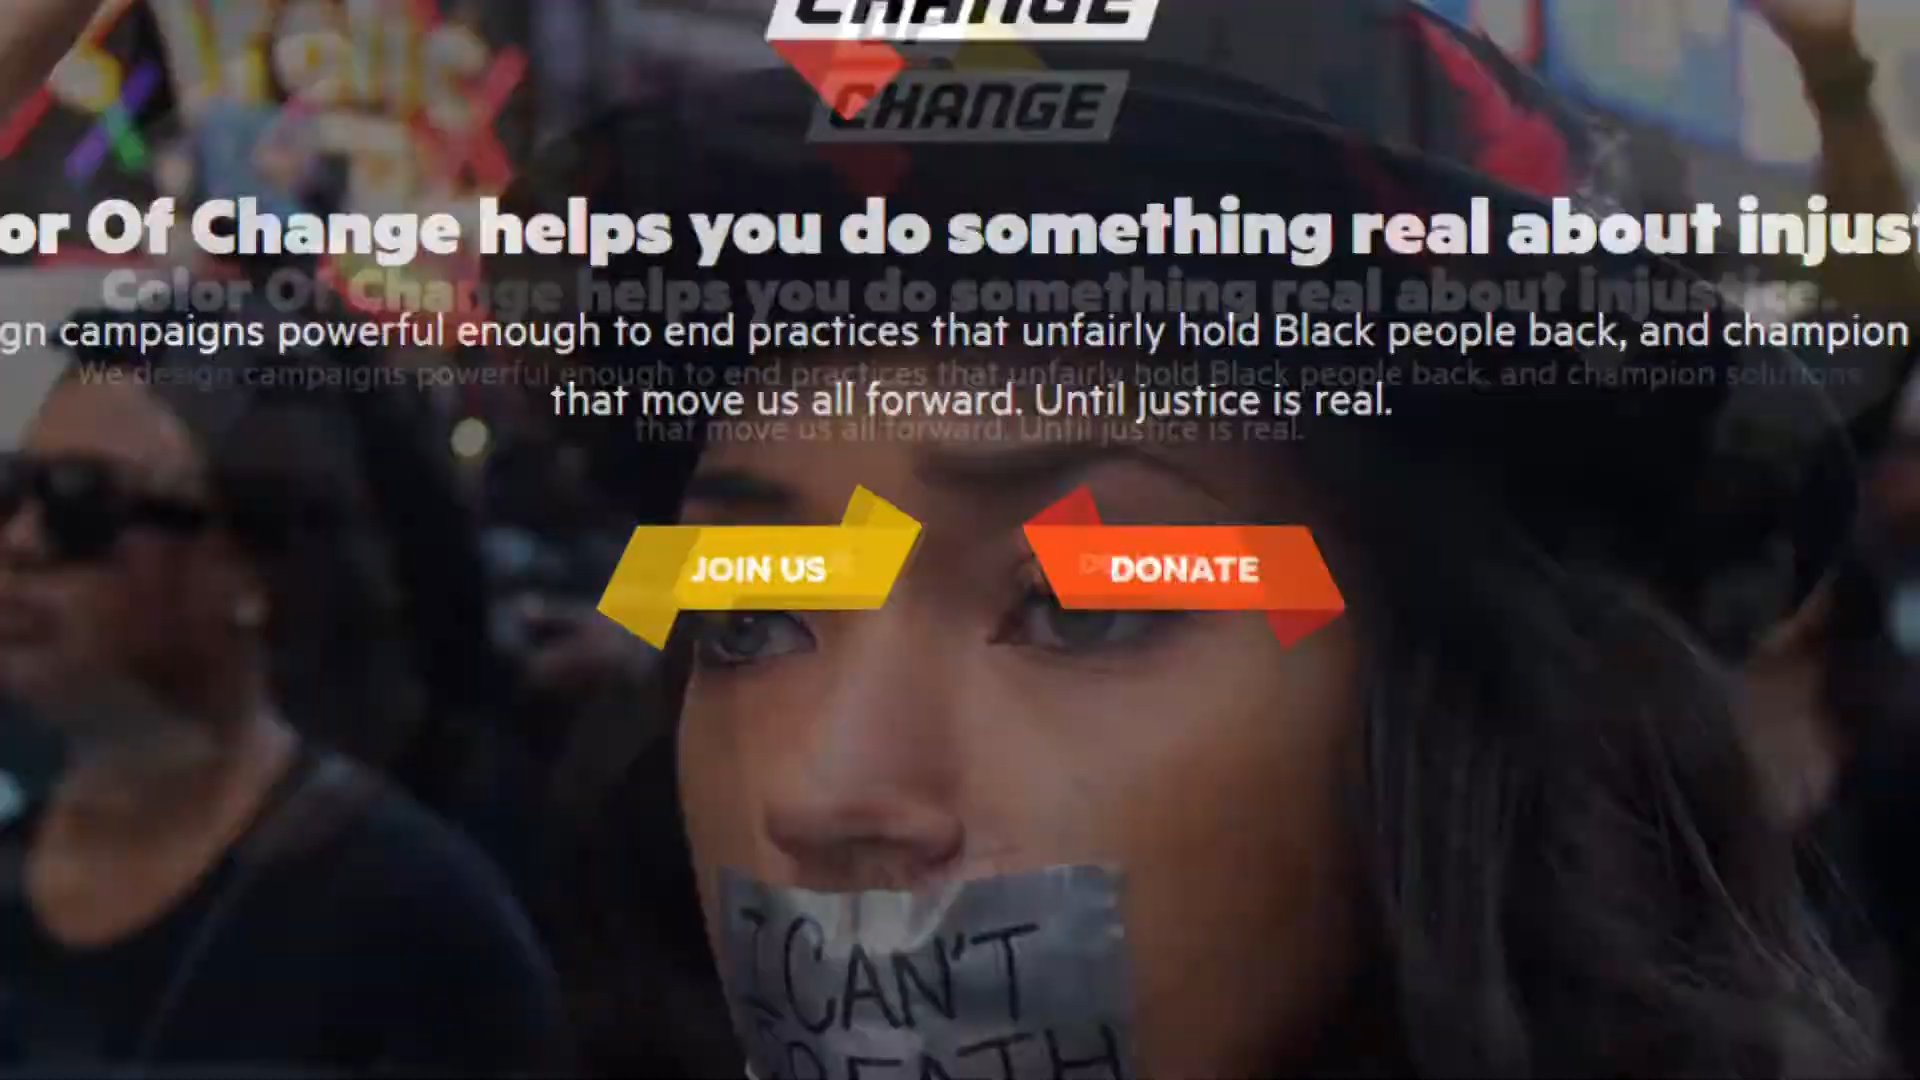 CHANGE
OF
CHANGE
or Of Change helps you do something real about injust
Color Of Change helps you do something real about injustice.
gn campaigns powerful enough to end practices that unfairly hold Black people back, and champion
We design campaigns powerful enough to end practices that unfairly hold Black people back, and champion solutions
that move us all forward. Until justice is real.
that move us all forward. Until justice is real.
JOIN US
DONATE
I CAN'T